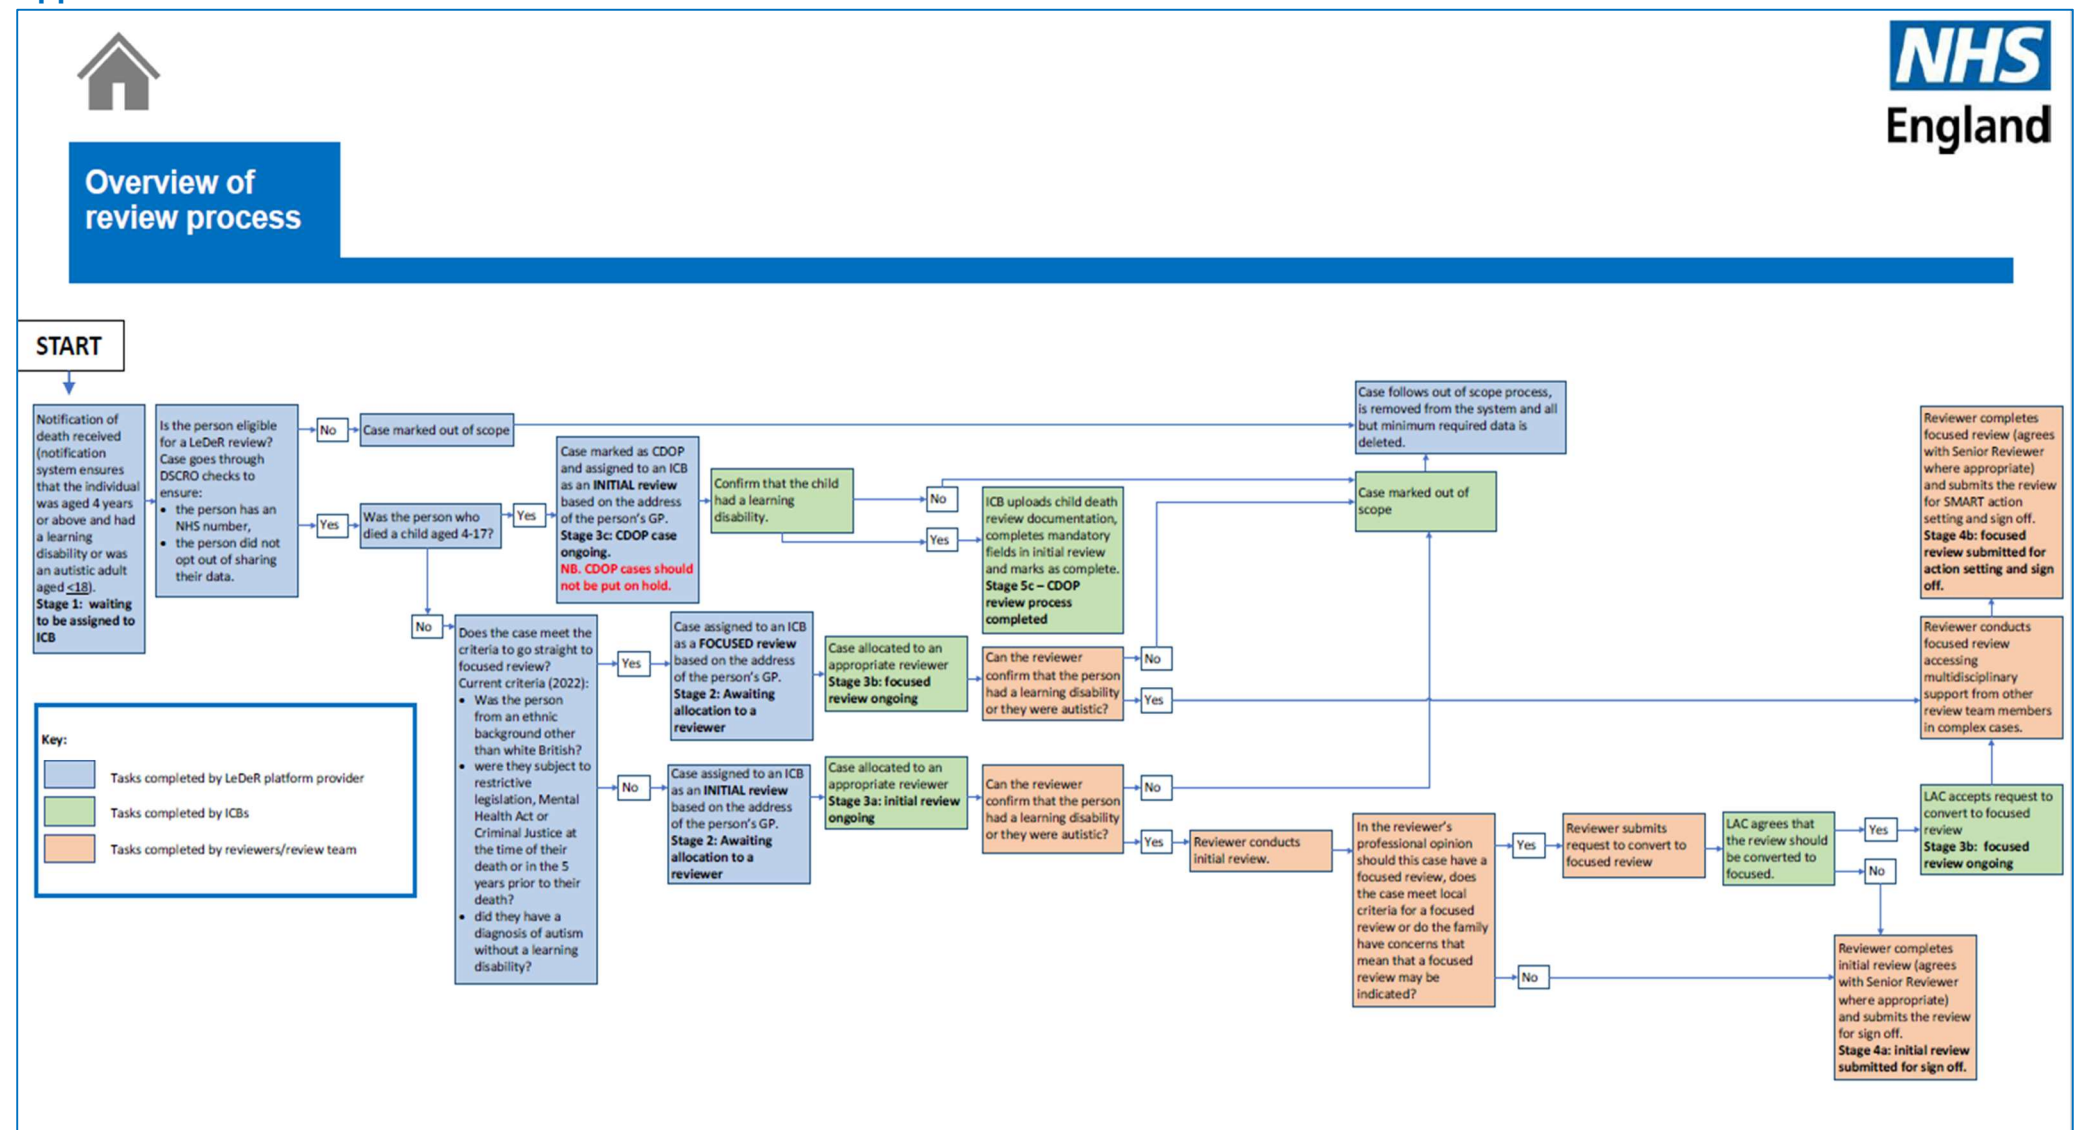 NHS
England
Overview of
review process
START
Notification of
death received
(notification
system ensures
that the individual
was aged 4 years
or above and had
a learning
disability or was
an autistic adult
aged <18).
Stage 1: waiting
to be assigned to
ICB
Is the person eligible
for a LeDeR review?
Case goes through
DSCRO checks to
ensure:
• the person has an
NHS number,
• the person did not
opt out of sharing
their data.
No
Case marked out of scope
Yes
Was the person who
died a child aged 4-17?
Yes
Case marked as CDOP
and assigned to an ICB
as an INITIAL review
based on the address
of the person's GP.
Stage 3c: CDOP case
ongoing.
NB. CDOP cases should
not be put on hold.
Confirm that the child
had a learning
disability.
No
Yes
ICB uploads child death
review documentation,
completes mandatory
fields in initial review
and marks as complete.
Stage 5c – CDOP
review process
completed
Case follows out of scope process,
is removed from the system and all
but minimum required data is
deleted.
Case marked out of
scope
No
Does the case meet the
criteria to go straight to
focused review?
Current criteria (2022):
• Was the person
from an ethnic
background other
than white British?
• were they subject to
restrictive
legislation, Mental
Health Act or
Criminal Justice at
the time of their
death or in the 5
years prior to their
death?
• did they have a
diagnosis of autism
without a learning
disability?
Yes
Case assigned to an ICB
as a FOCUSED review
based on the address
of the person's GP.
Stage 2: Awaiting
allocation to a
reviewer
Case allocated to an
appropriate reviewer
Stage 3b: focused
review ongoing
Can the reviewer
confirm that the person
had a learning disability
or they were autistic?
No
Yes
No
Case assigned to an ICB
as an INITIAL review
based on the address
of the person's GP.
Stage 2: Awaiting
allocation to a
reviewer
Case allocated to an
appropriate reviewer
Stage 3a: initial review
ongoing
Can the reviewer
confirm that the person
had a learning disability
or they were autistic?
No
Yes
Reviewer conducts
initial review.
In the reviewer's
professional opinion
should this case have a
focused review, does
the case meet local
criteria for a focused
review or do the family
have concerns that
mean that a focused
review may be
indicated?
Yes
Reviewer submits
request to convert to
focused review
LAC agrees that
the review should
be converted to
focused.
Yes
No
No
LAC accepts request to
convert to focused
review
Stage 3b: focused
review ongoing
Reviewer conducts
focused review
accessing
multidisciplinary
support from other
review team members
in complex cases.
Reviewer completes
focused review (agrees
with Senior Reviewer
where appropriate)
and submits the review
for SMART action
setting and sign off.
Stage 4b: focused
review submitted for
action setting and sign
off.
Reviewer completes
initial review (agrees
with Senior Reviewer
where appropriate)
and submits the review
for sign off.
Stage 4a: initial review
submitted for sign off.
Key:
Tasks completed by LeDeR platform provider
Tasks completed by ICBs
Tasks completed by reviewers/review team